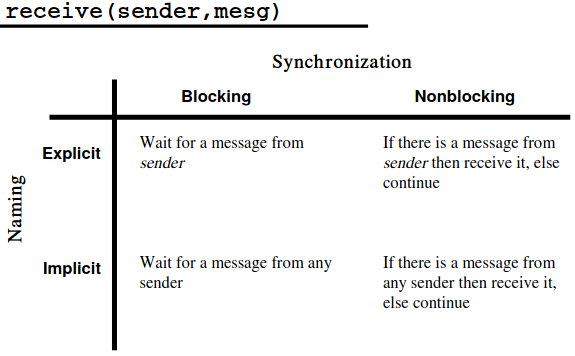 receive(sender,mesg)
Synchronization
Blocking
Nonblocking
Naming
Explicit
Wait for a message from
sender
If there is a message from
sender then receive it, else
continue
Implicit
Wait for a message from any
sender
If there is a message from
any sender then receive it,
else continue